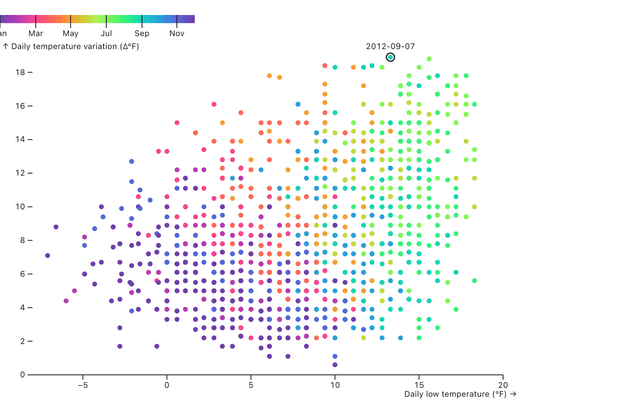 an Mar May Jul Sep Nov
↑ Daily temperature variation (Δ°F)
2012-09-07
18
16
14
12
10
8
6
4
2
0
−5 0 5 10 15 20
Daily low temperature (°F) →